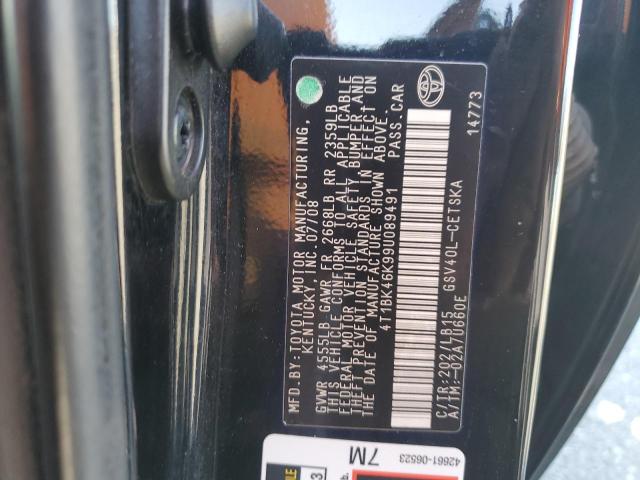 MFD.BY:TOYOTA MOTOR MANUFACTURING,
KENTUCKY, INC. 07/08
GVWR 4555LB GAWR FR 2668LB RR 2359LB
THIS VEHICLE CONFORMS TO ALL APPLICABLE
FEDERAL MOTOR VEHICLE SAFETY, BUMPER, AND
THEFT PREVENTION STANDARDS IN EFFECT ON
THE DATE OF MANUFACTURE SHOWN ABOVE.
4T1BK46K99U089491 PASS.CAR
C/TR:202/LB15 GSV40L-CETSKA
A/TM:-02A/U660E 14773
42661-06523
7M